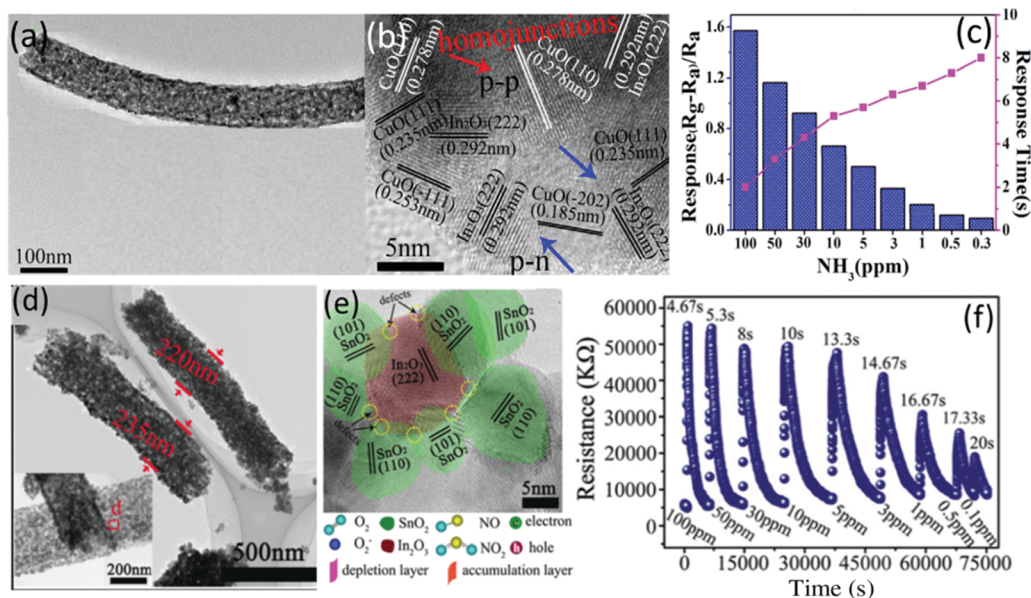 (a)
100nm
(b)
homojunctions
p-p
CuO(110)
(0.278nm)
CuO(110)
(0.278nm)
In₂O₃(222)
(0.292nm)
CuO(111)
(0.235nm)
In₂O₃(222)
(0.292nm)
CuO(111)
(0.235nm)
CuO(-111)
(0.253nm)
In₂O₃(222)
(0.292nm)
CuO(-202)
(0.185nm)
In₂O₃(222)
(0.292nm)
p-n
5nm
(c)
Response(Rg-Ra)/Ra
1.6
1.2
0.8
0.4
0.0
Response Time(s)
10
8
6
4
2
0
100 50 30 10 5 3 1 0.5 0.3
NH₃(ppm)
(d)
220nm
235nm
d
200nm
500nm
(e)
defects
(101)
SnO₂
(110)
SnO₂
SnO₂
(101)
In₂O₃
(222)
(110)
SnO₂
defects
SnO₂
(110)
(101)
SnO₂
SnO₂
(110)
5nm
O₂ SnO₂ NO e electron
O₂⁻ In₂O₃ NO₂ h hole
depletion layer accumulation layer
(f)
Resistance (KΩ)
60000
50000
40000
30000
20000
10000
0
4.67s
5.3s
8s
10s
13.3s
14.67s
16.67s
17.33s
20s
100ppm
50ppm
30ppm
10ppm
5ppm
3ppm
1ppm
0.5ppm
0.1ppm
0 15000 30000 45000 60000 75000
Time (s)